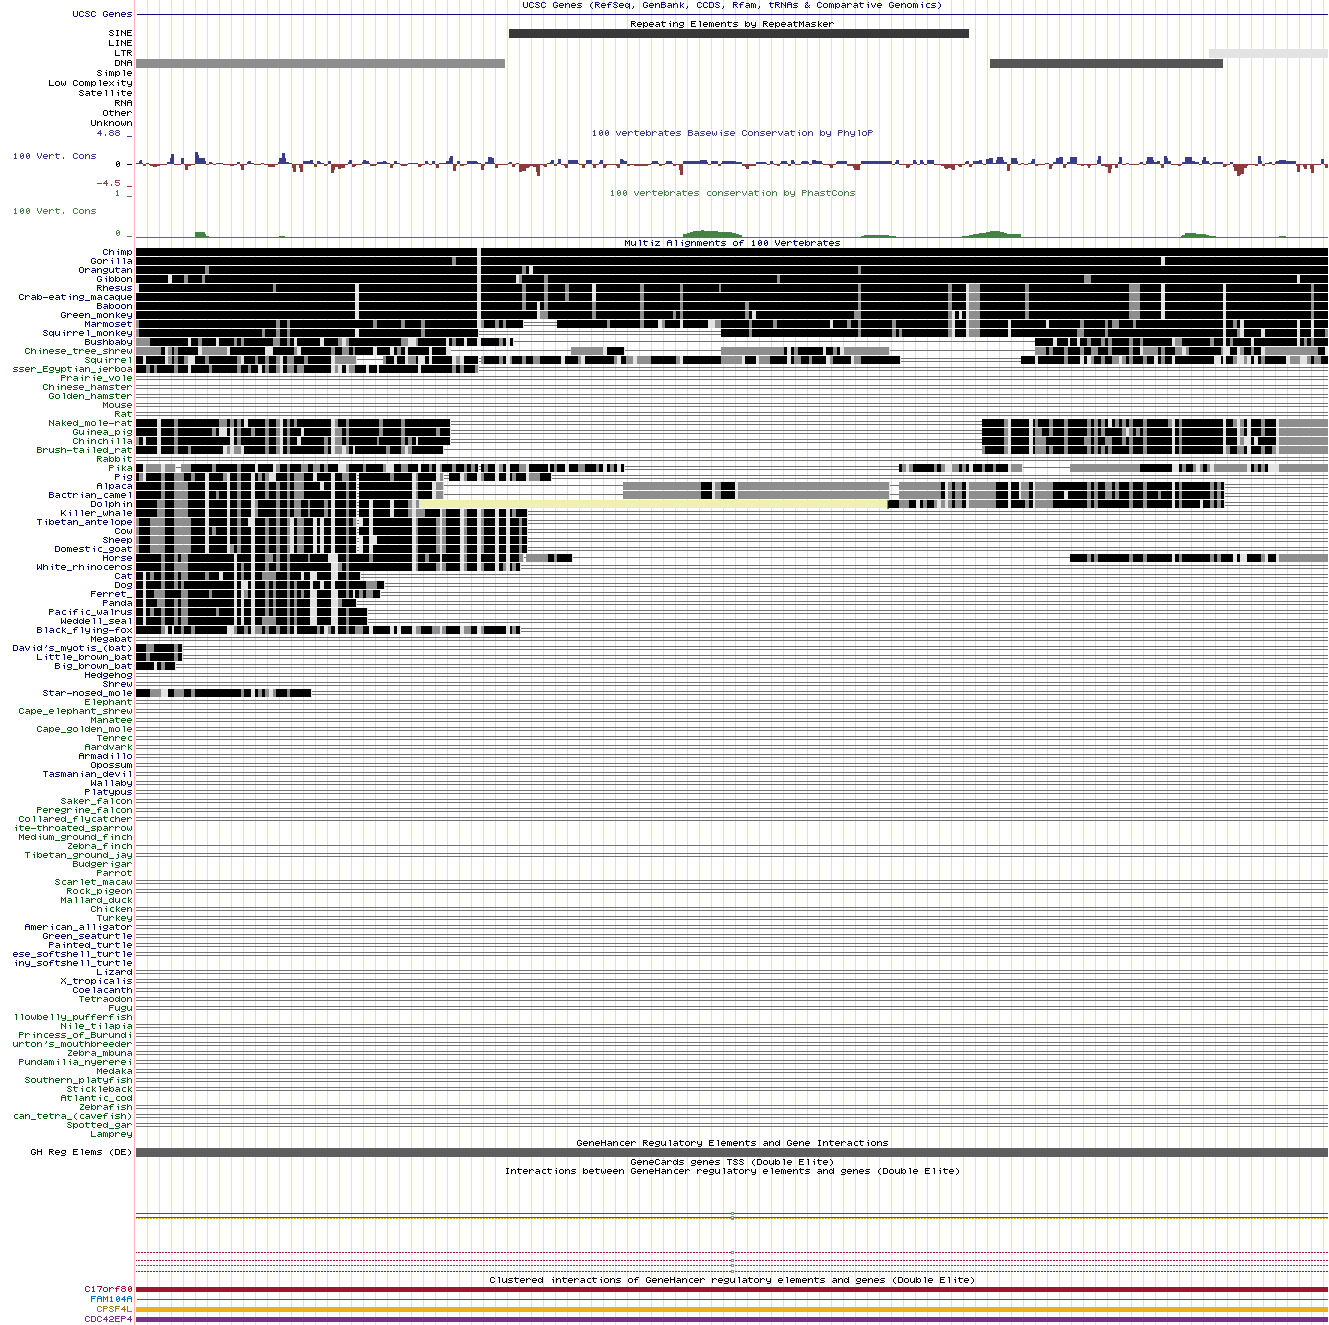 UCSC Genes (RefSeq, GenBank, CCDS, Rfam, tRNAs & Comparative Genomics)
UCSC Genes
Repeating Elements by RepeatMasker
SINE
LINE
LTR
DNA
Simple
Low Complexity
Satellite
RNA
Other
Unknown
4.88 _
100 vertebrates Basewise Conservation by PhyloP
100 Vert. Cons
0 _
-4.5 _
1 _
100 vertebrates conservation by PhastCons
100 Vert. Cons
0 _
Multiz Alignments of 100 Vertebrates
Chimp
Gorilla
Orangutan
Gibbon
Rhesus
Crab-eating_macaque
Baboon
Green_monkey
Marmoset
Squirrel_monkey
Bushbaby
Chinese_tree_shrew
Squirrel
sser_Egyptian_jerboa
Prairie_vole
Chinese_hamster
Golden_hamster
Mouse
Rat
Naked_mole-rat
Guinea_pig
Chinchilla
Brush-tailed_rat
Rabbit
Pika
Pig
Alpaca
Bactrian_camel
Dolphin
Killer_whale
Tibetan_antelope
Cow
Sheep
Domestic_goat
Horse
White_rhinoceros
Cat
Dog
Ferret_
Panda
Pacific_walrus
Weddell_seal
Black_flying-fox
Megabat
David's_myotis_(bat)
Little_brown_bat
Big_brown_bat
Hedgehog
Shrew
Star-nosed_mole
Elephant
Cape_elephant_shrew
Manatee
Cape_golden_mole
Tenrec
Aardvark
Armadillo
Opossum
Tasmanian_devil
Wallaby
Platypus
Saker_falcon
Peregrine_falcon
Collared_flycatcher
ite-throated_sparrow
Medium_ground_finch
Zebra_finch
Tibetan_ground_jay
Budgerigar
Parrot
Scarlet_macaw
Rock_pigeon
Mallard_duck
Chicken
Turkey
American_alligator
Green_seaturtle
Painted_turtle
ese_softshell_turtle
iny_softshell_turtle
Lizard
X_tropicalis
Coelacanth
Tetraodon
Fugu
llowbelly_pufferfish
Nile_tilapia
Princess_of_Burundi
urton's_mouthbreeder
Zebra_mbuna
Pundamilia_nyererei
Medaka
Southern_platyfish
Stickleback
Atlantic_cod
Zebrafish
can_tetra_(cavefish)
Spotted_gar
Lamprey
GeneHancer Regulatory Elements and Gene Interactions
GH Reg Elems (DE)
GeneCards genes TSS (Double Elite)
Interactions between GeneHancer regulatory elements and genes (Double Elite)
Clustered interactions of GeneHancer regulatory elements and genes (Double Elite)
C17orf80
FAM104A
CPSF4L
CDC42EP4